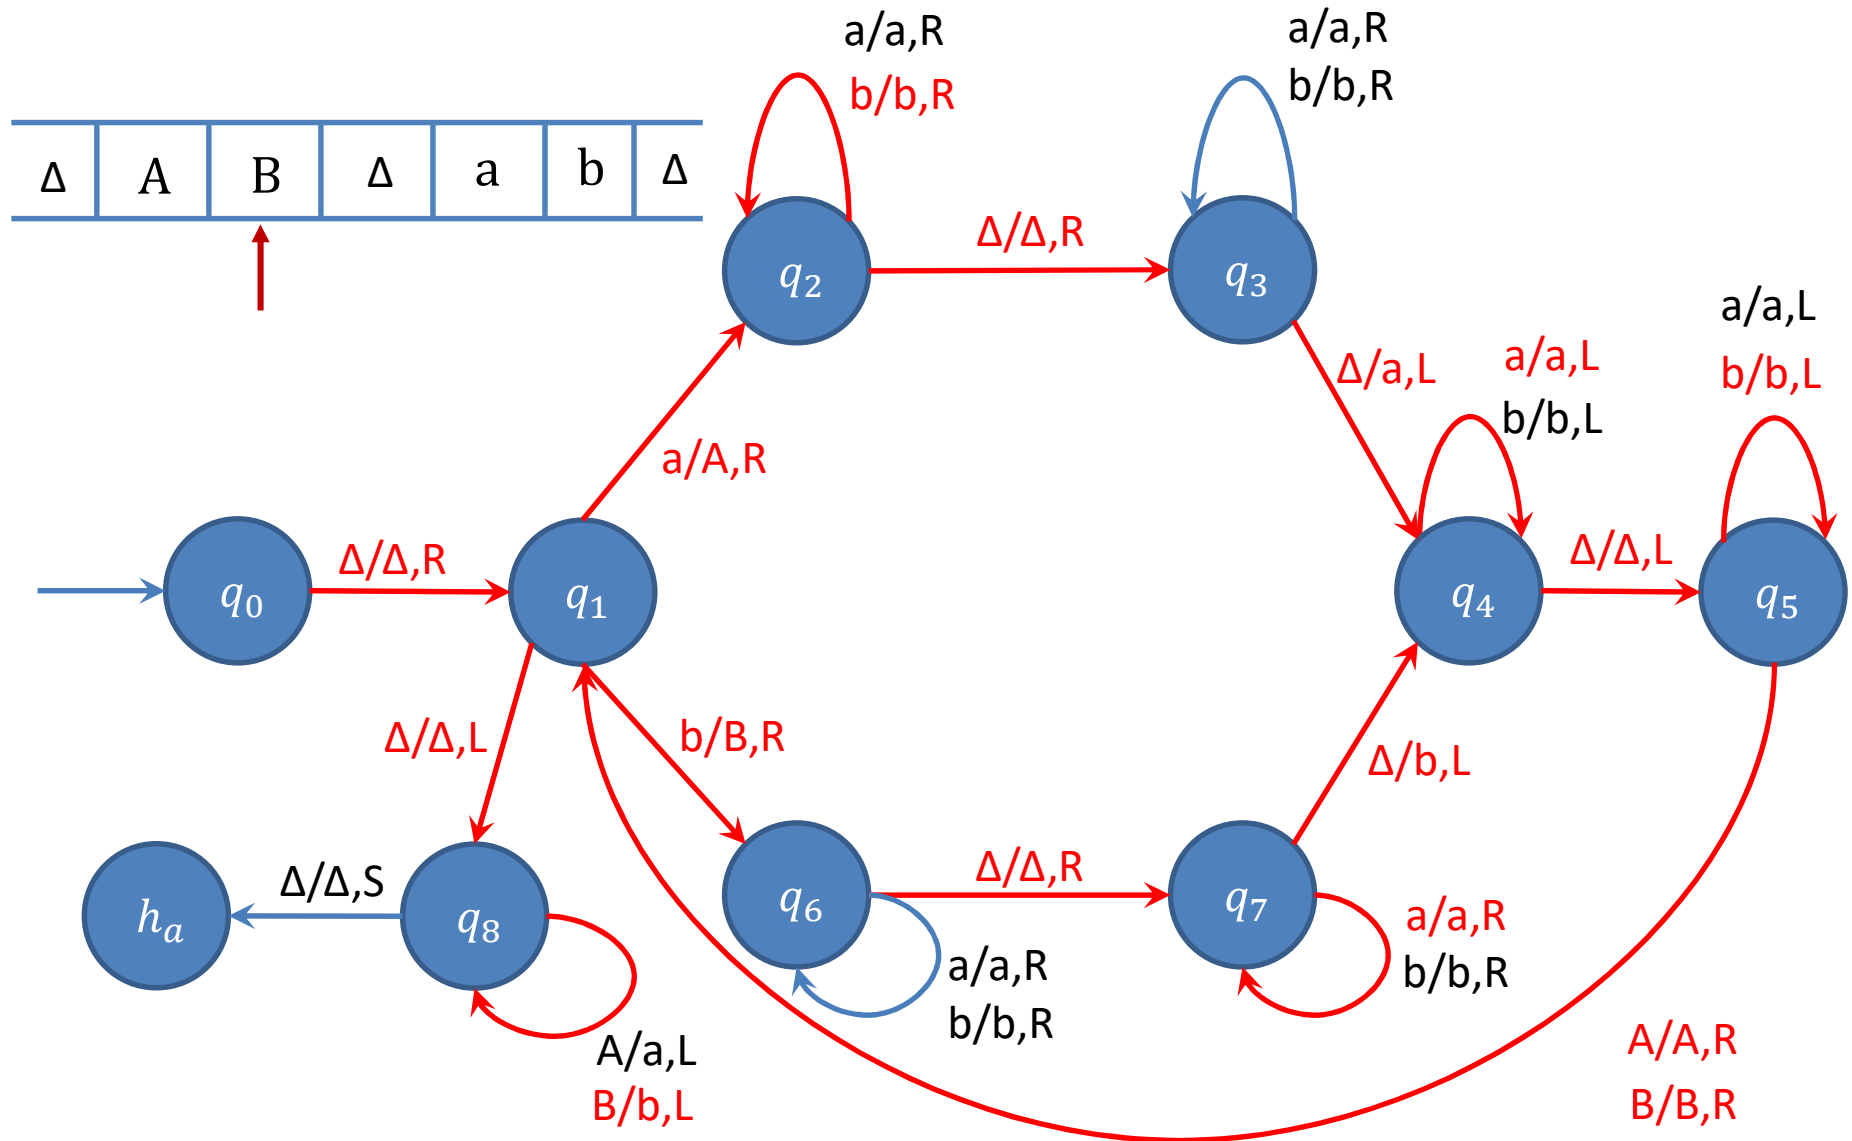 a/a,R
b/b,R
a/a,R
b/b,R
Δ A B Δ a b Δ
q₂
Δ/Δ,R
q₃
a/a,L
b/b,L
Δ/a,L
a/a,L
b/b,L
a/A,R
q₀
Δ/Δ,R
q₁
q₄
Δ/Δ,L
q₅
Δ/Δ,L
b/B,R
Δ/b,L
hₐ
Δ/Δ,S
q₈
q₆
Δ/Δ,R
q₇
a/a,R
b/b,R
a/a,R
b/b,R
A/a,L
B/b,L
A/A,R
B/B,R